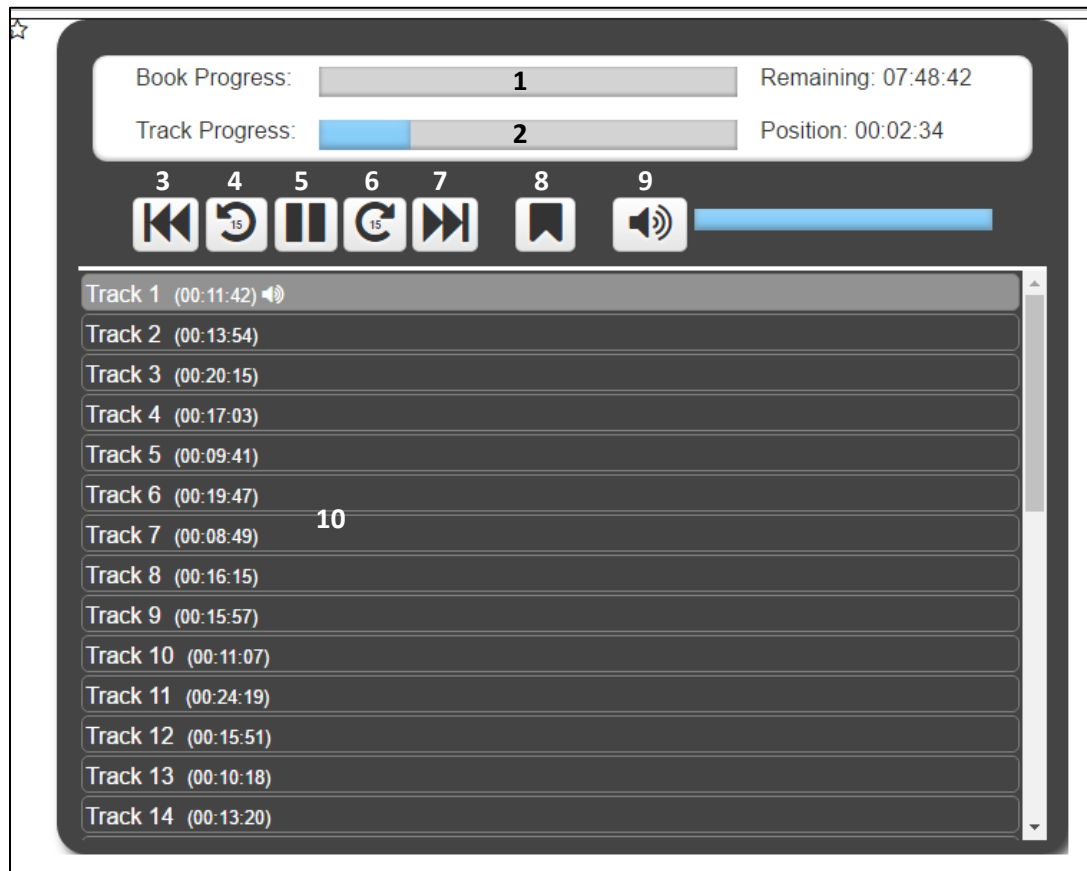 Book Progress: 1 Remaining: 07:48:42
Track Progress: 2 Position: 00:02:34
3 4 5 6 7 8 9
15 15
Track 1 (00:11:42)
Track 2 (00:13:54)
Track 3 (00:20:15)
Track 4 (00:17:03)
Track 5 (00:09:41)
Track 6 (00:19:47)
10
Track 7 (00:08:49)
Track 8 (00:16:15)
Track 9 (00:15:57)
Track 10 (00:11:07)
Track 11 (00:24:19)
Track 12 (00:15:51)
Track 13 (00:10:18)
Track 14 (00:13:20)